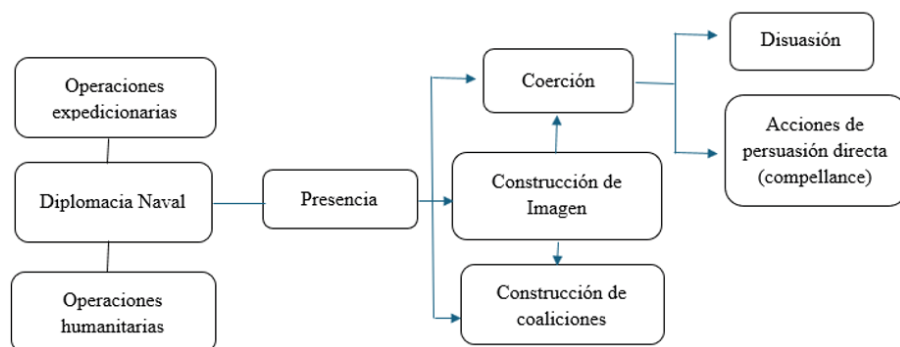 Operaciones
expedicionarias
Diplomacia Naval
Operaciones
humanitarias
Presencia
Coerción
Construcción de
Imagen
Construcción de
coaliciones
Disuasión
Acciones de
persuasión directa
(compellance)